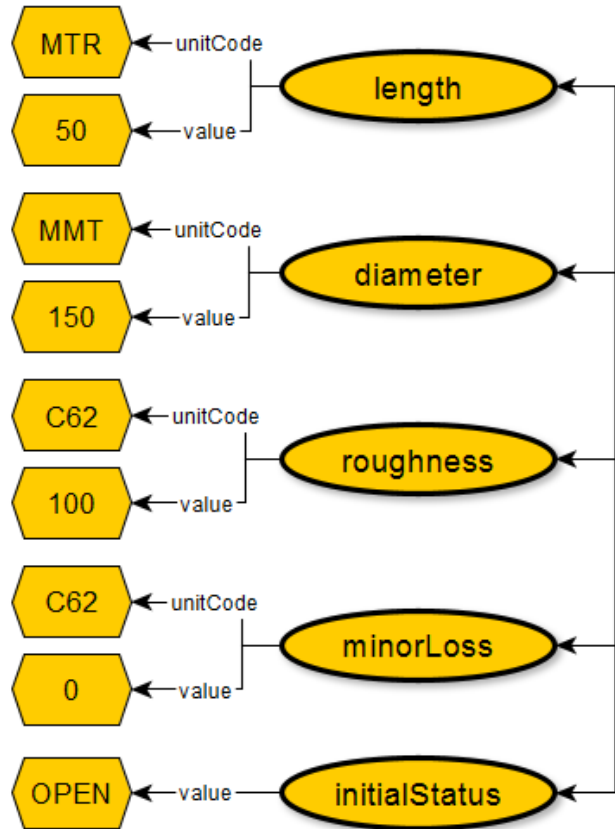 MTR
unitCode
length
50
value
MMT
unitCode
diameter
150
value
C62
unitCode
roughness
100
value
C62
unitCode
minorLoss
0
value
OPEN
value
initialStatus